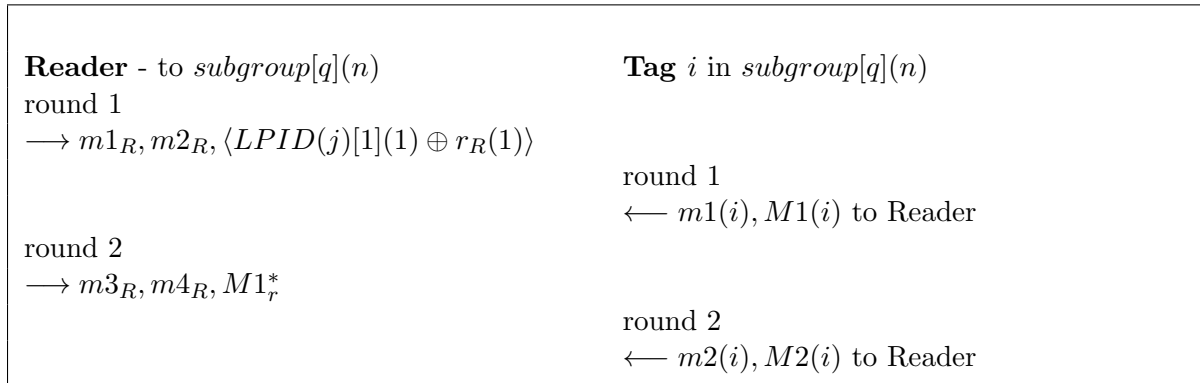 Reader - to subgroup[q](n)
Tag i in subgroup[q](n)
round 1
⟶ m1_R, m2_R, ⟨LPID(j)[1](1) ⊕ r_R(1)⟩
round 1
⟵ m1(i), M1(i) to Reader
round 2
⟶ m3_R, m4_R, M1*_r
round 2
⟵ m2(i), M2(i) to Reader